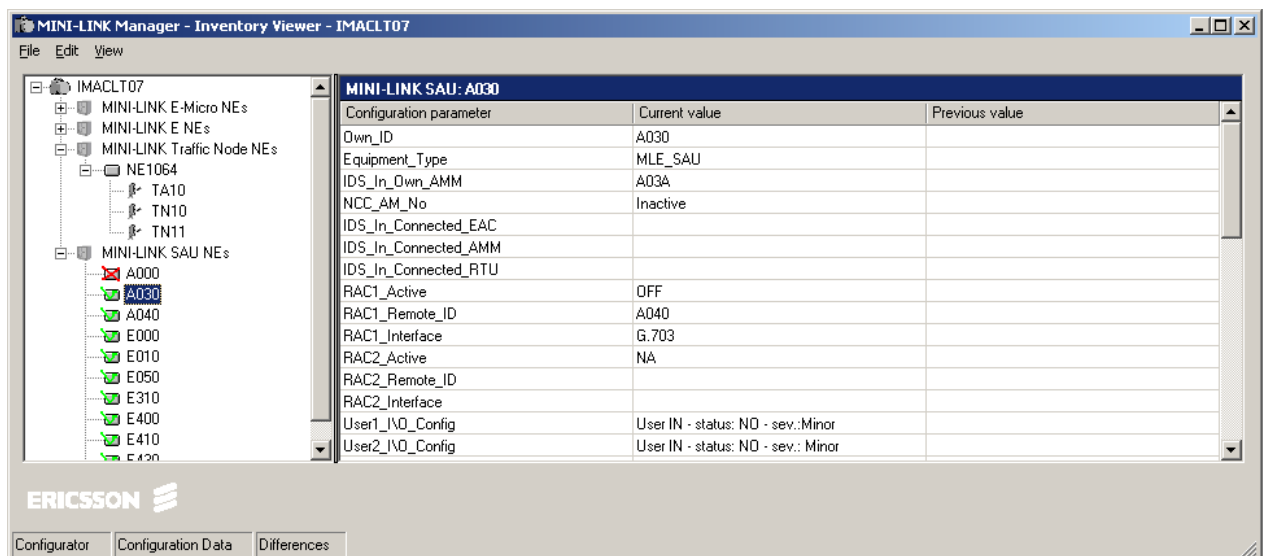 MINI-LINK Manager - Inventory Viewer - IMACLT07
File Edit View
IMACLT07
MINI-LINK E-Micro NEs
MINI-LINK E NEs
MINI-LINK Traffic Node NEs
NE1064
TA10
TN10
TN11
MINI-LINK SAU NEs
A000
A030
A040
E000
E010
E050
E310
E400
E410
E430
MINI-LINK SAU: A030
Configuration parameter Current value Previous value
Own_ID A030
Equipment_Type MLE_SAU
IDS_In_Own_AMM A03A
NCC_AM_No Inactive
IDS_In_Connected_EAC
IDS_In_Connected_AMM
IDS_In_Connected_RTU
RAC1_Active OFF
RAC1_Remote_ID A040
RAC1_Interface G.703
RAC2_Active NA
RAC2_Remote_ID
RAC2_Interface
User1_I\O_Config User IN - status: NO - sev.:Minor
User2_I\O_Config User IN - status: NO - sev.: Minor
ERICSSON
Configurator Configuration Data Differences